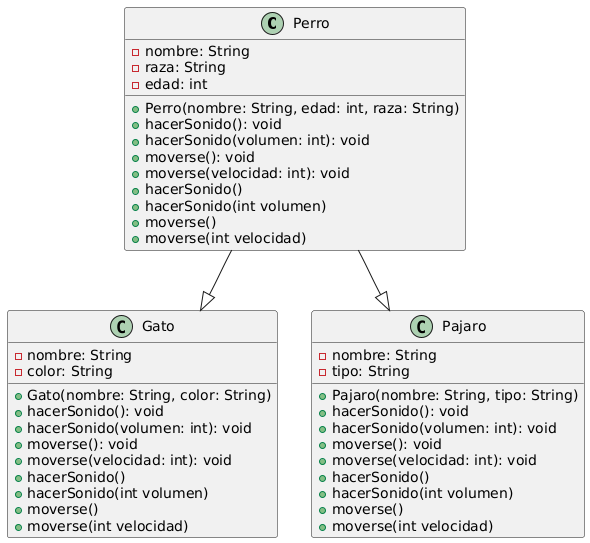 C Perro
nombre: String
raza: String
edad: int
Perro(nombre: String, edad: int, raza: String)
hacerSonido(): void
hacerSonido(volumen: int): void
moverse(): void
moverse(velocidad: int): void
hacerSonido()
hacerSonido(int volumen)
moverse()
moverse(int velocidad)
C Gato
nombre: String
color: String
Gato(nombre: String, color: String)
hacerSonido(): void
hacerSonido(volumen: int): void
moverse(): void
moverse(velocidad: int): void
hacerSonido()
hacerSonido(int volumen)
moverse()
moverse(int velocidad)
C Pajaro
nombre: String
tipo: String
Pajaro(nombre: String, tipo: String)
hacerSonido(): void
hacerSonido(volumen: int): void
moverse(): void
moverse(velocidad: int): void
hacerSonido()
hacerSonido(int volumen)
moverse()
moverse(int velocidad)